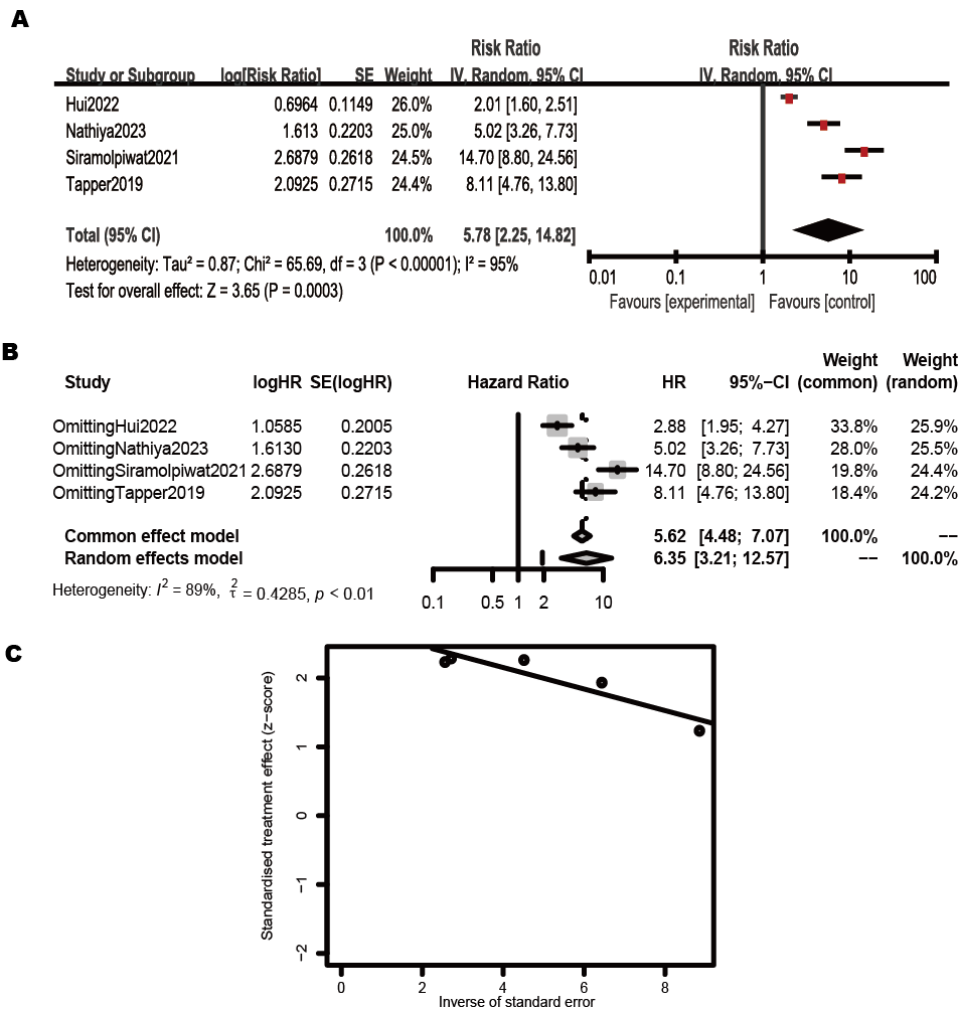 A
Risk Ratio Risk Ratio
Study or Subgroup log[Risk Ratio] SE Weight IV, Random, 95% CI IV, Random, 95% CI
Hui2022 0.6964 0.1149 26.0% 2.01 [1.60, 2.51]
Nathiya2023 1.613 0.2203 25.0% 5.02 [3.26, 7.73]
Siramolpiwat2021 2.6879 0.2618 24.5% 14.70 [8.80, 24.56]
Tapper2019 2.0925 0.2715 24.4% 8.11 [4.76, 13.80]
Total (95% CI) 100.0% 5.78 [2.25, 14.82]
Heterogeneity: Tau² = 0.87; Chi² = 65.69, df = 3 (P < 0.00001); I² = 95%
Test for overall effect: Z = 3.65 (P = 0.0003)
0.01 0.1 1 10 100
Favours [experimental] Favours [control]
B
Weight Weight
Study logHR SE(logHR) Hazard Ratio HR 95%−CI (common) (random)
OmittingHui2022 1.0585 0.2005 2.88 [1.95; 4.27] 33.8% 25.9%
OmittingNathiya2023 1.6130 0.2203 5.02 [3.26; 7.73] 28.0% 25.5%
OmittingSiramolpiwat2021 2.6879 0.2618 14.70 [8.80; 24.56] 19.8% 24.4%
OmittingTapper2019 2.0925 0.2715 8.11 [4.76; 13.80] 18.4% 24.2%
Common effect model 5.62 [4.48; 7.07] 100.0% −−
Random effects model 6.35 [3.21; 12.57] −− 100.0%
Heterogeneity: I² = 89%, τ² = 0.4285, p < 0.01
0.1 0.5 1 2 10
C
Standardised treatment effect (z−score)
2
1
0
−1
−2
0 2 4 6 8
Inverse of standard error